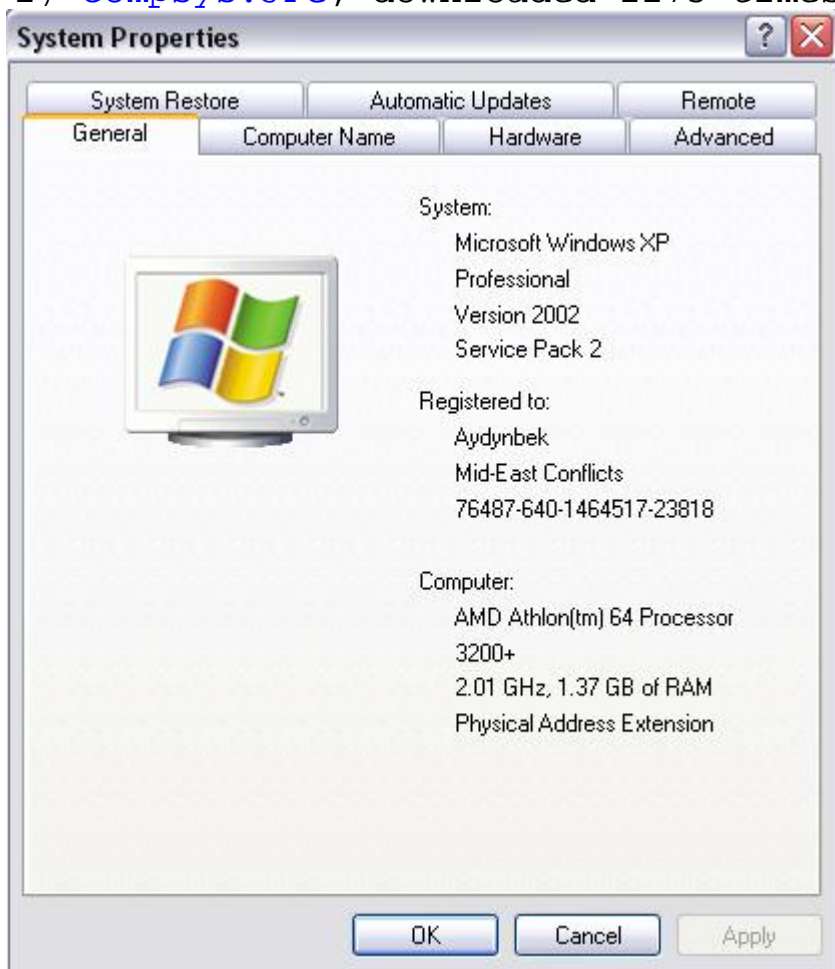 System Properties
System Restore
Automatic Updates
Remote
General
Computer Name
Hardware
Advanced
System:
Microsoft Windows XP
Professional
Version 2002
Service Pack 2
Registered to:
Aydynbek
Mid-East Conflicts
76487-640-1464517-23818
Computer:
AMD Athlon(tm) 64 Processor
3200+
2.01 GHz, 1.37 GB of RAM
Physical Address Extension
OK
Cancel
Apply